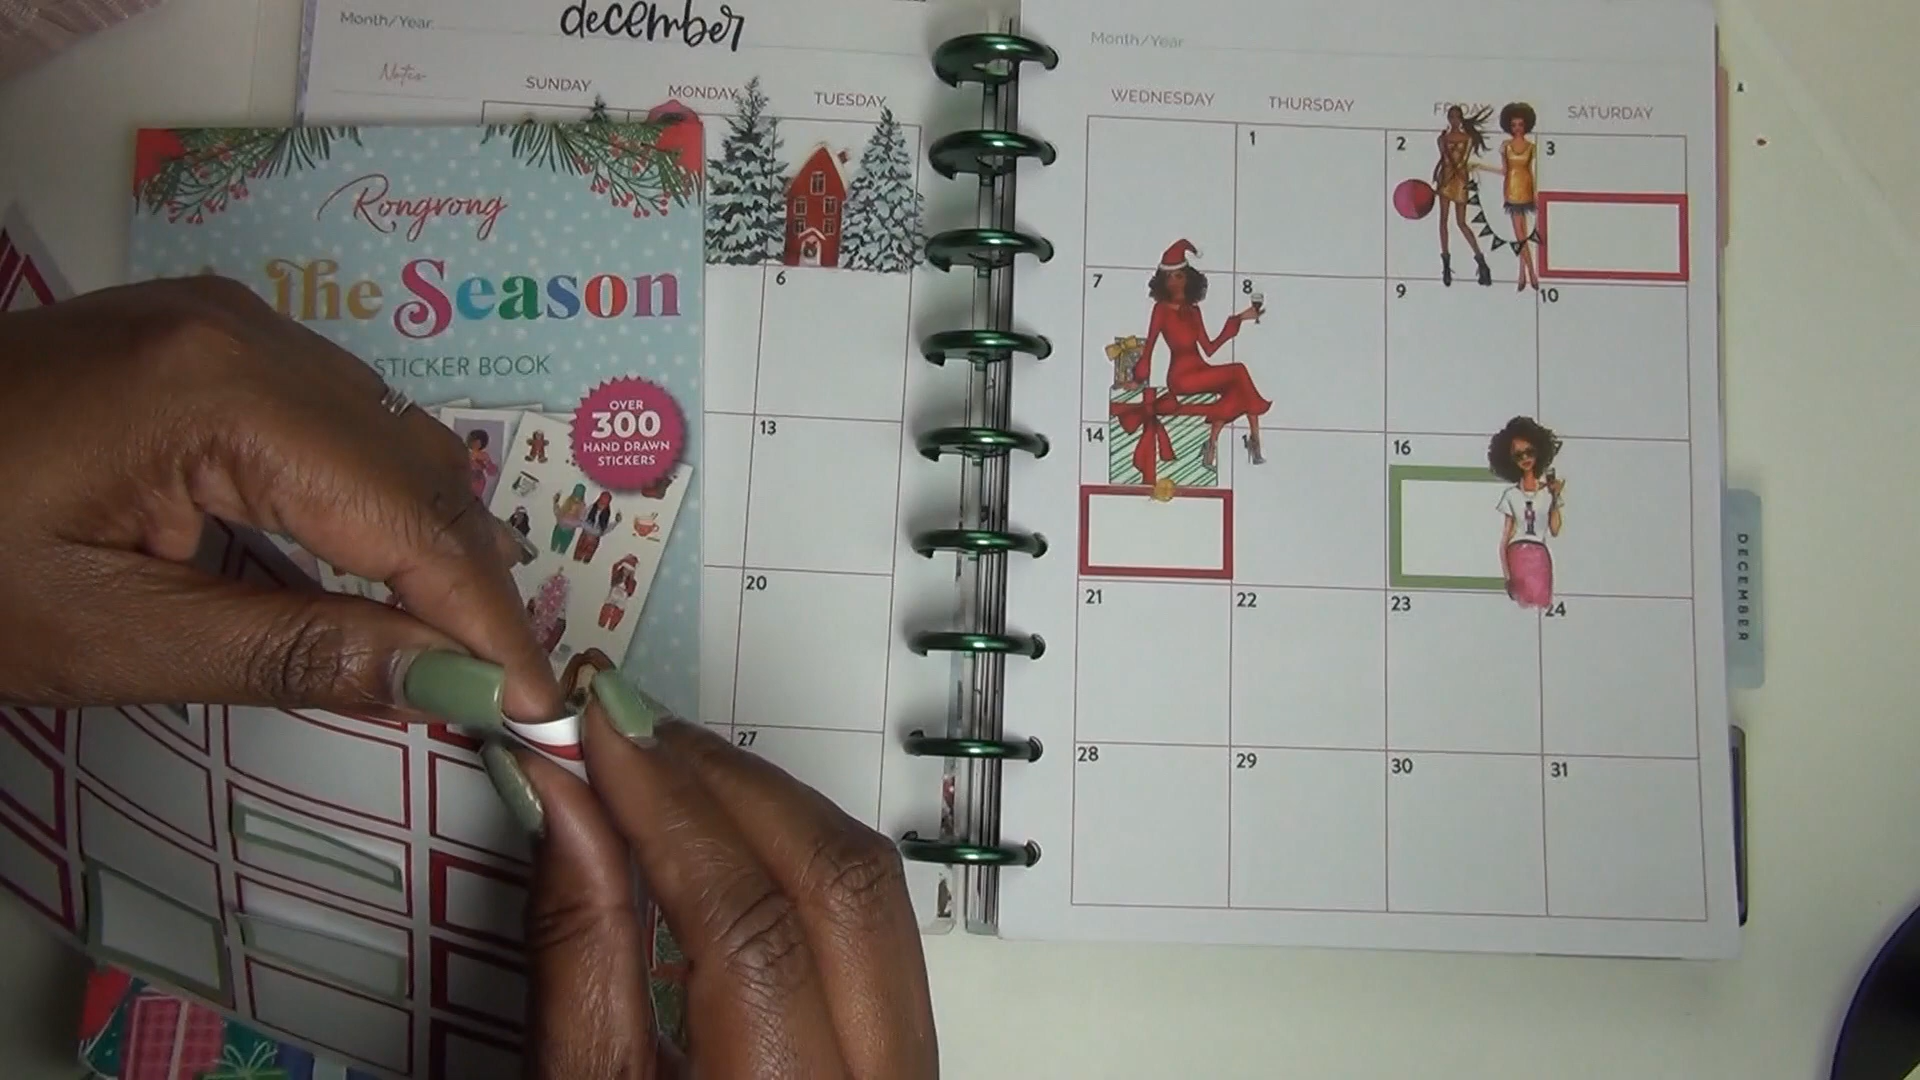 Month/Year
december
Notes
SUNDAY
MONDAY
TUESDAY
6
13
20
27
Rongrong
the Season
STICKER BOOK
OVER
300
HAND DRAWN
STICKERS
Month/Year
WEDNESDAY
THURSDAY
FRIDAY
SATURDAY
1
2
3
7
8
9
10
14
16
21
22
23
24
28
29
30
31
DECEMBER